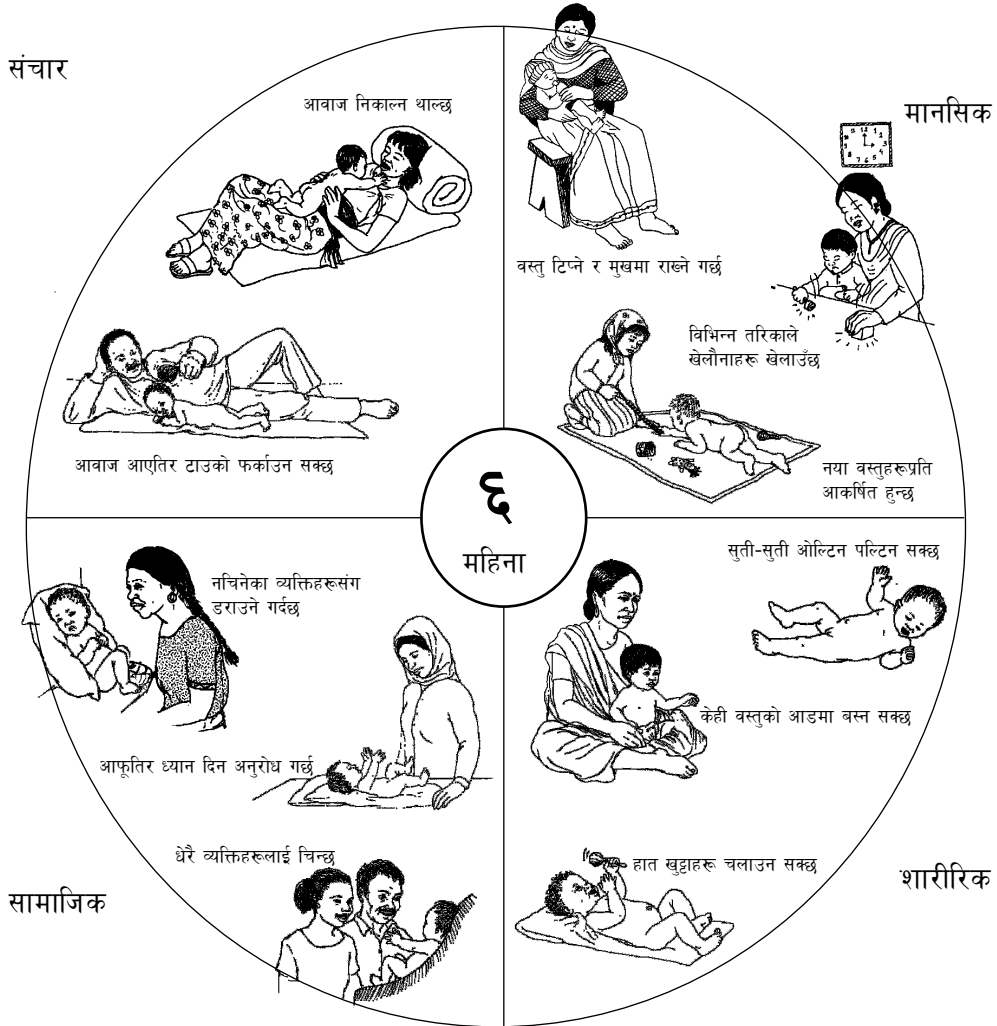 संचार
आवाज निकाल्न थाल्छ
आवाज आएतिर टाउको फर्काउन सक्छ
मानसिक
वस्तु टिप्ने र मुखमा राख्ने गर्छ
विभिन्न तरिकाले
खेलौनाहरू खेलाउँछ
नया वस्तुहरूप्रति
आकर्षित हुन्छ
६
महिना
नचिनेका व्यक्तिहरूसंग
डराउने गर्दछ
आफूतिर ध्यान दिन अनुरोध गर्छ
धेरै व्यक्तिहरूलाई चिन्छ
सामाजिक
सुती-सुती ओल्टिन पल्टिन सक्छ
केही वस्तुको आडमा बस्न सक्छ
हात खुट्टाहरू चलाउन सक्छ
शारीरिक